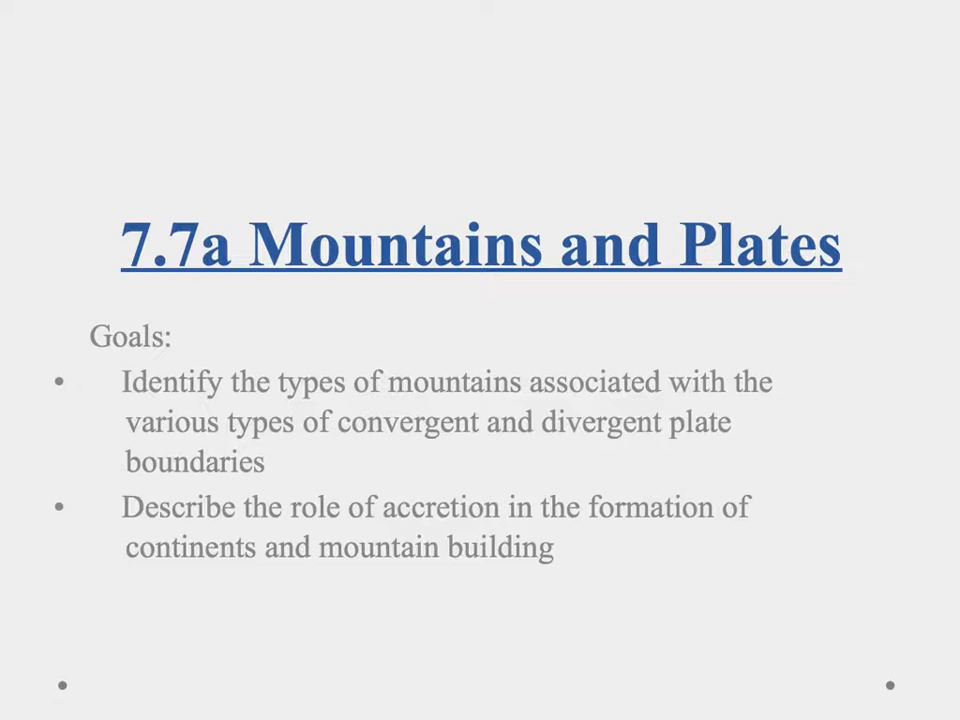 7.7a Mountains and Plates
Goals:
• Identify the types of mountains associated with the
various types of convergent and divergent plate
boundaries
• Describe the role of accretion in the formation of
continents and mountain building